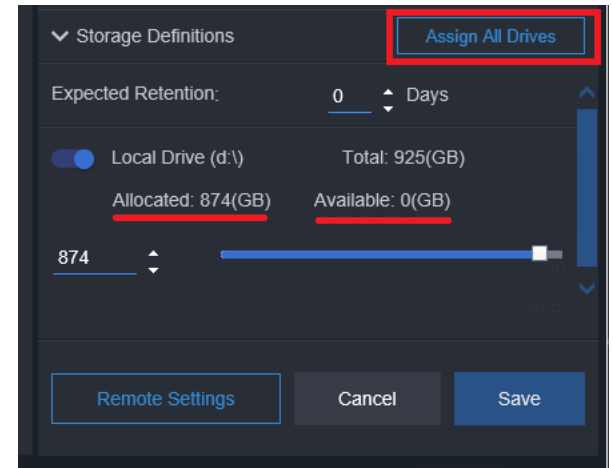 Storage Definitions
Assign All Drives
Expected Retention:
0
Days
Local Drive (d:\)
Total: 925(GB)
Allocated: 874(GB)
Available: 0(GB)
874
925
Remote Settings
Cancel
Save